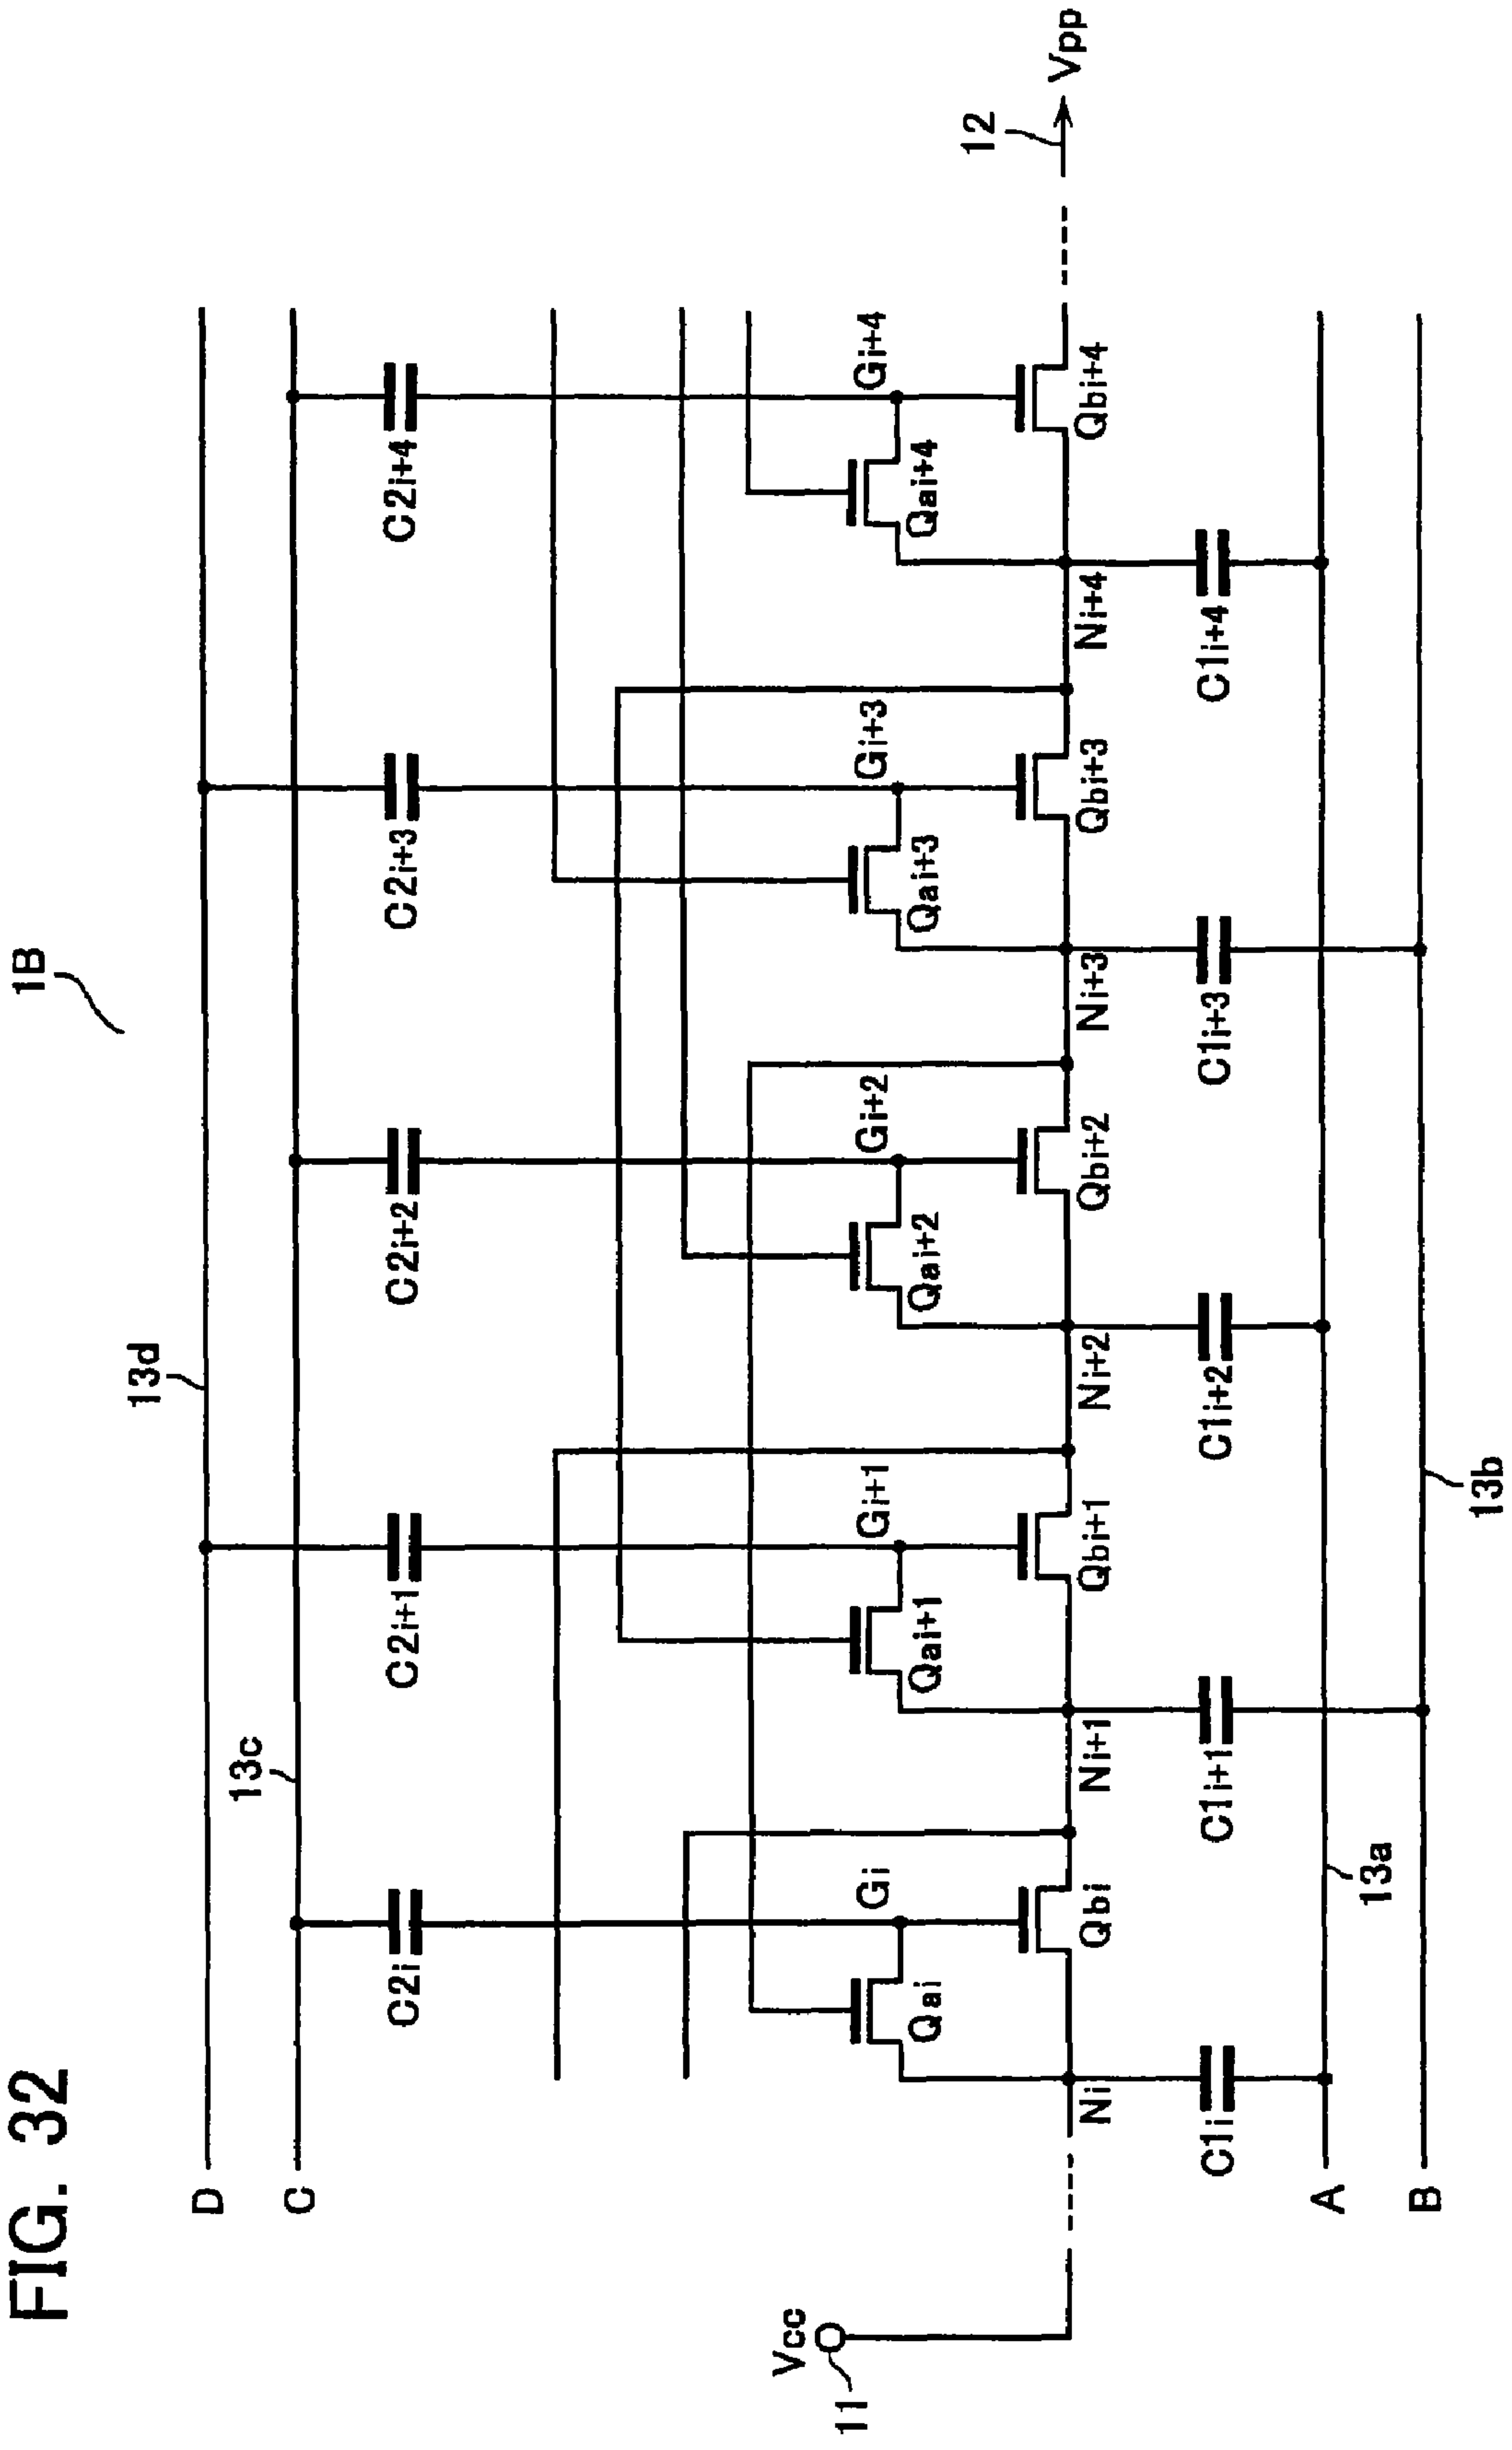 FIG. 32
1B
13d
D
13c
C
C2i
C2i+1
C2i+2
C2i+3
C2i+4
Gi
Gi+1
Gi+2
Gi+3
Gi+4
Qai
Qai+1
Qai+2
Qai+3
Qai+4
Vcc
11
12
Vpp
Qbi
Qbi+1
Qbi+2
Qbi+3
Qbi+4
Ni
Ni+1
Ni+2
Ni+3
Ni+4
C1i
C1i+1
C1i+2
C1i+3
C1i+4
A
13a
B
13b